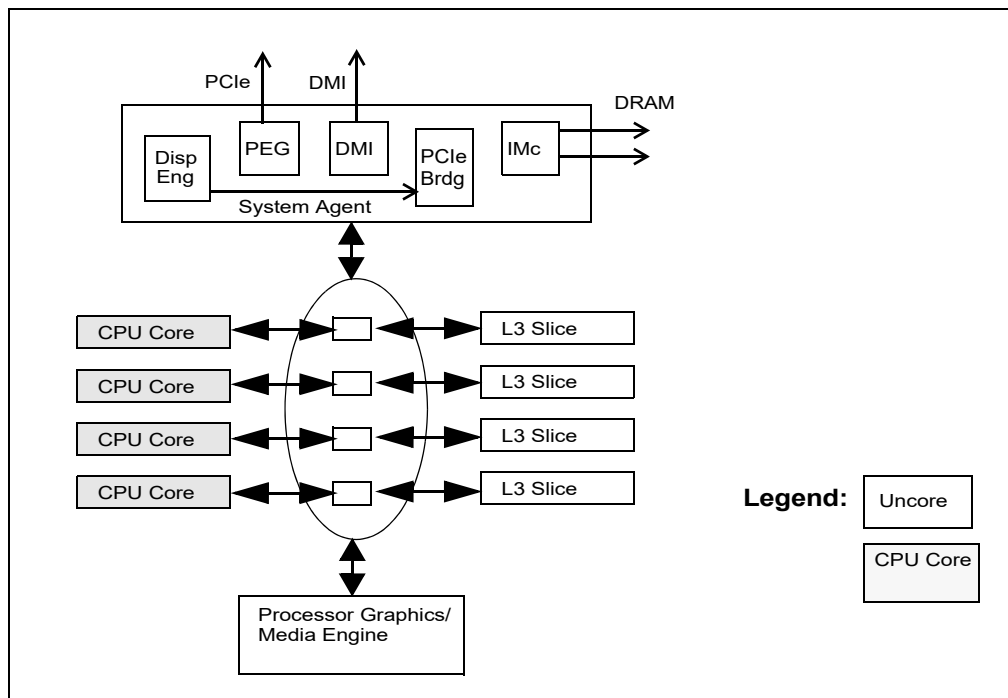 PCIe
DMI
DRAM
Disp
Eng
PEG
DMI
PCIe
Brdg
IMc
System Agent
CPU Core
L3 Slice
CPU Core
L3 Slice
CPU Core
L3 Slice
CPU Core
L3 Slice
Legend:
Uncore
CPU Core
Processor Graphics/
Media Engine